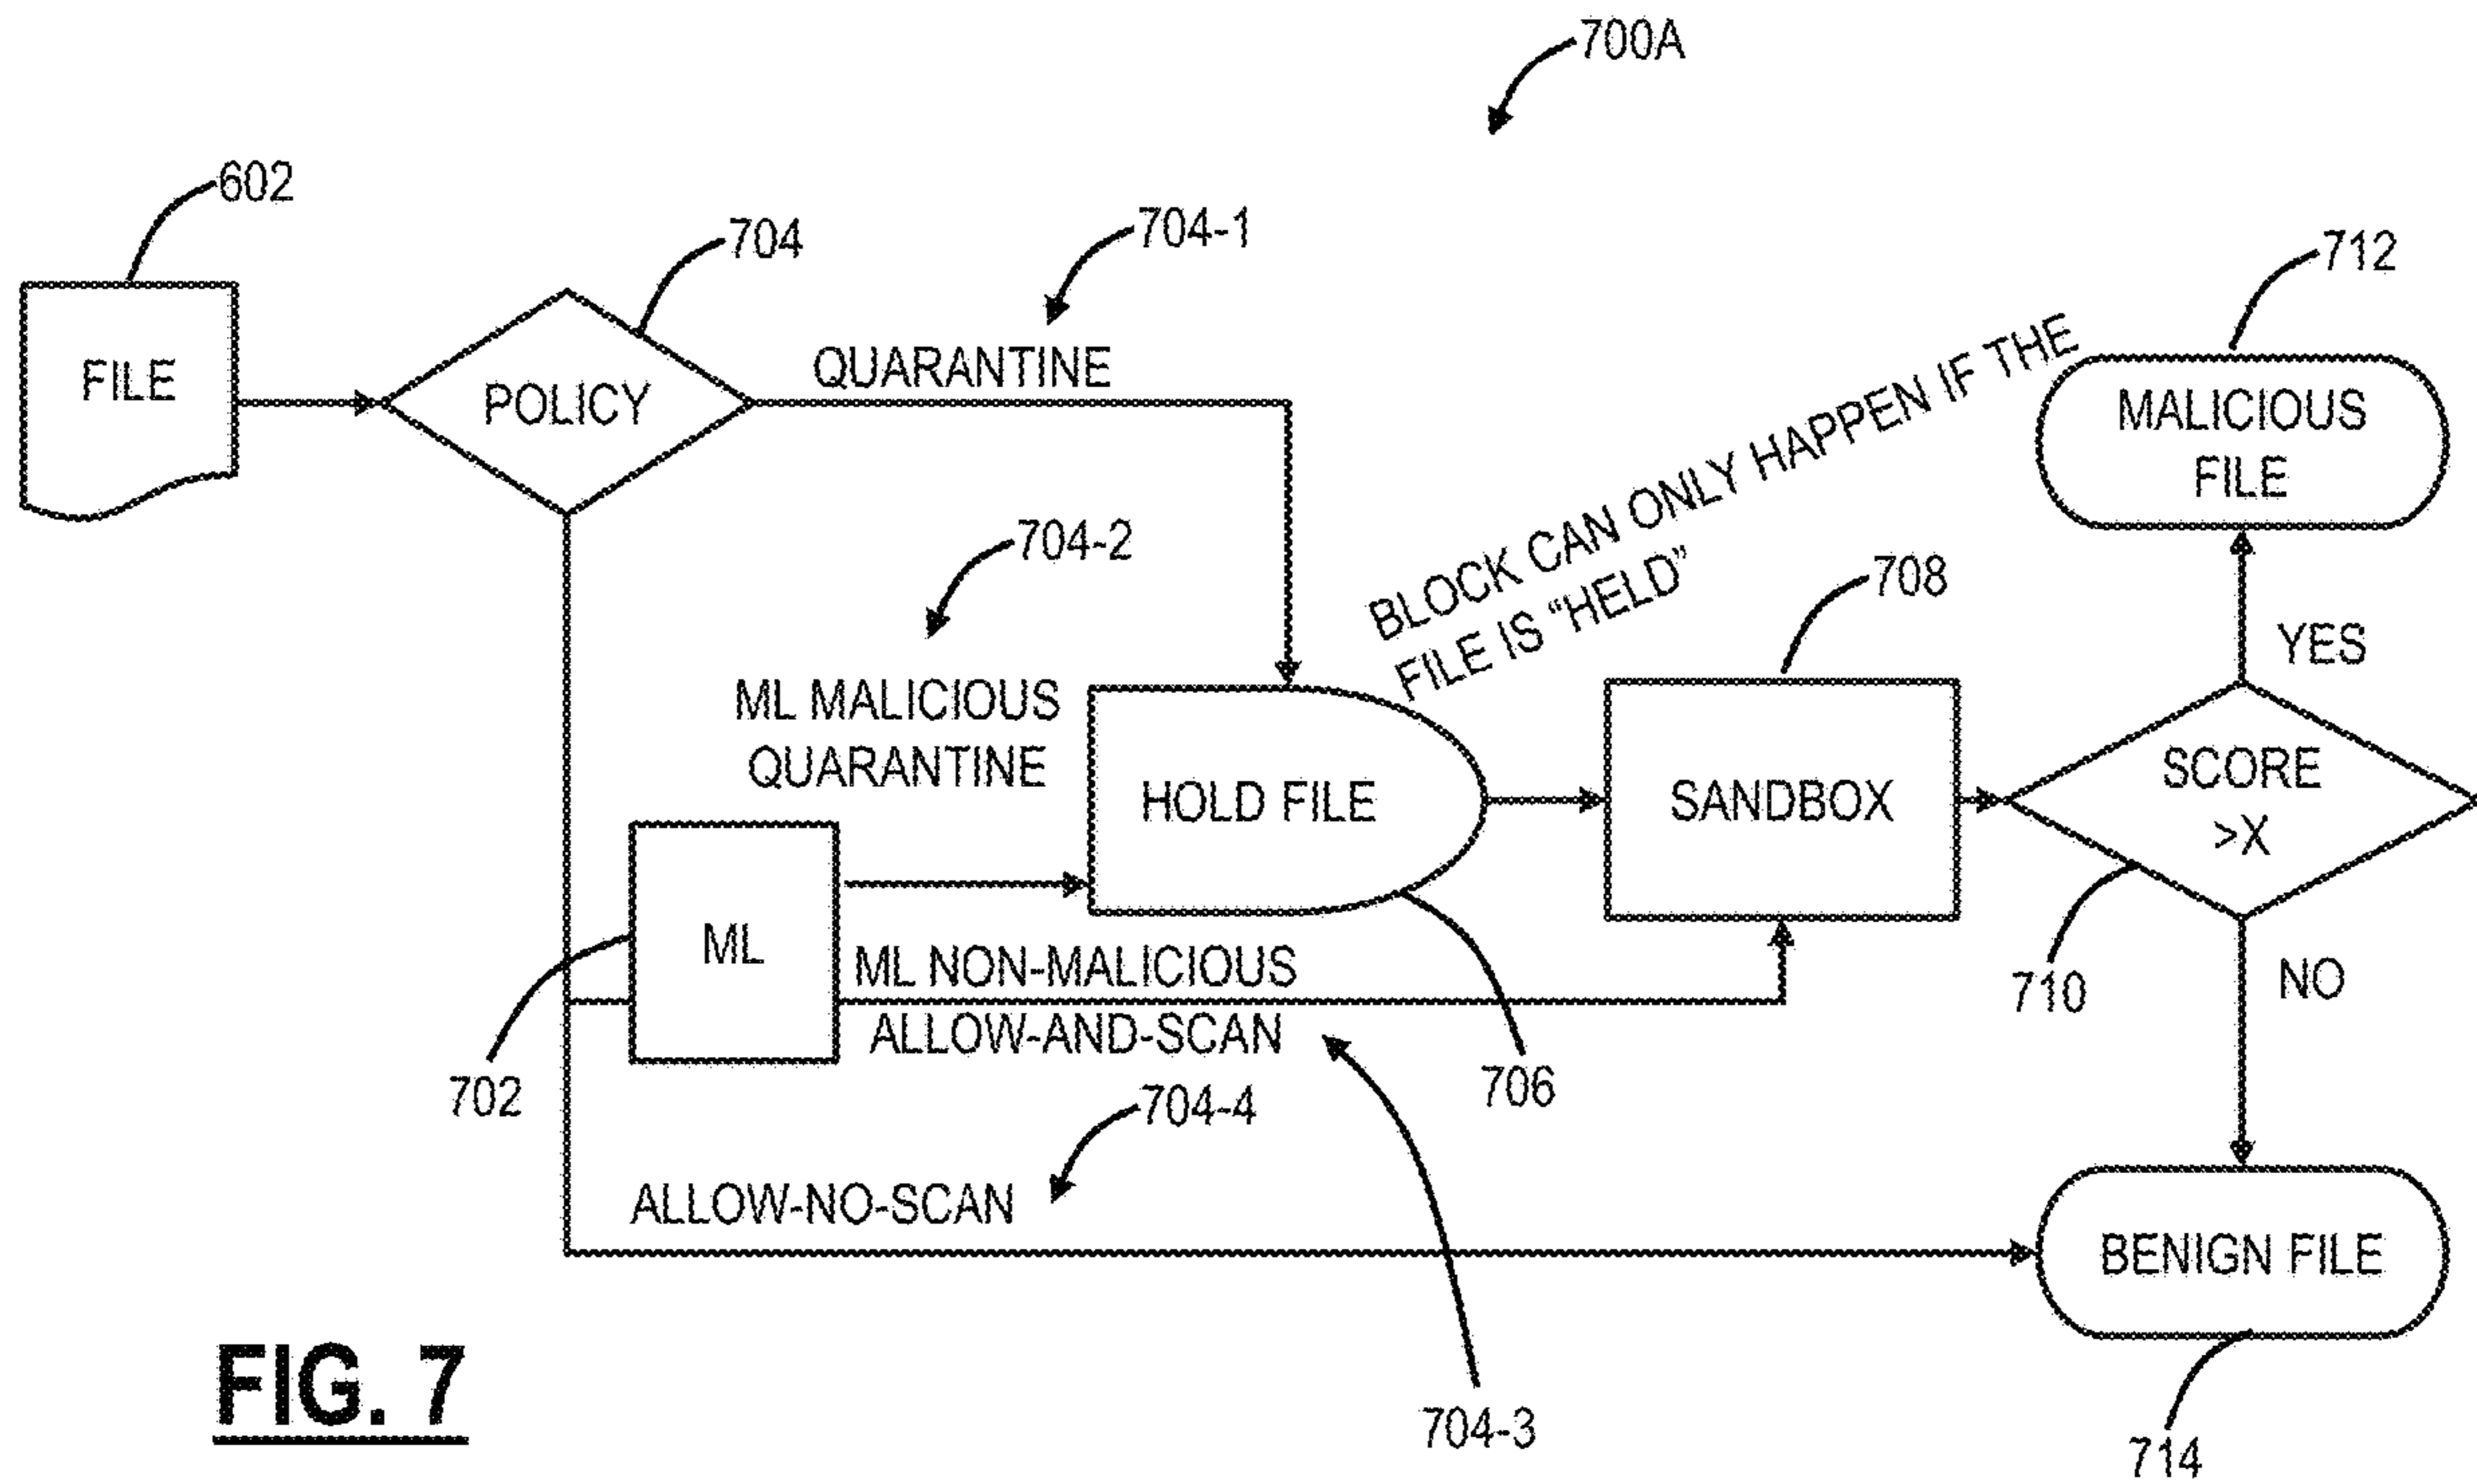 700A
602
704
704-1
712
FILE
POLICY
QUARANTINE
MALICIOUS
FILE
BLOCK CAN ONLY HAPPEN IF THE
FILE IS “HELD”
704-2
708
YES
ML MALICIOUS
QUARANTINE
HOLD FILE
SANDBOX
SCORE
>X
ML
ML NON-MALICIOUS
ALLOW-AND-SCAN
710
NO
702
706
704-4
ALLOW-NO-SCAN
BENIGN FILE
FIG. 7
704-3
714